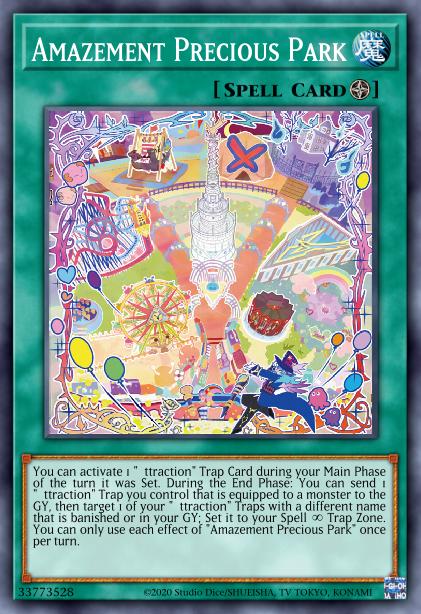 AMAZEMENT PRECIOUS PARK
SPELL
魔
[SPELL CARD]
You can activate 1 " ttraction" Trap Card during your Main Phase
of the turn it was Set. During the End Phase: You can send 1
" ttraction" Trap you control that is equipped to a monster to the
GY, then target 1 of your " ttraction" Traps with a different name
that is banished or in your GY; Set it to your Spell ∞ Trap Zone.
You can only use each effect of "Amazement Precious Park" once
per turn.
33773528
©2020 Studio Dice/SHUEISHA, TV TOKYO, KONAMI